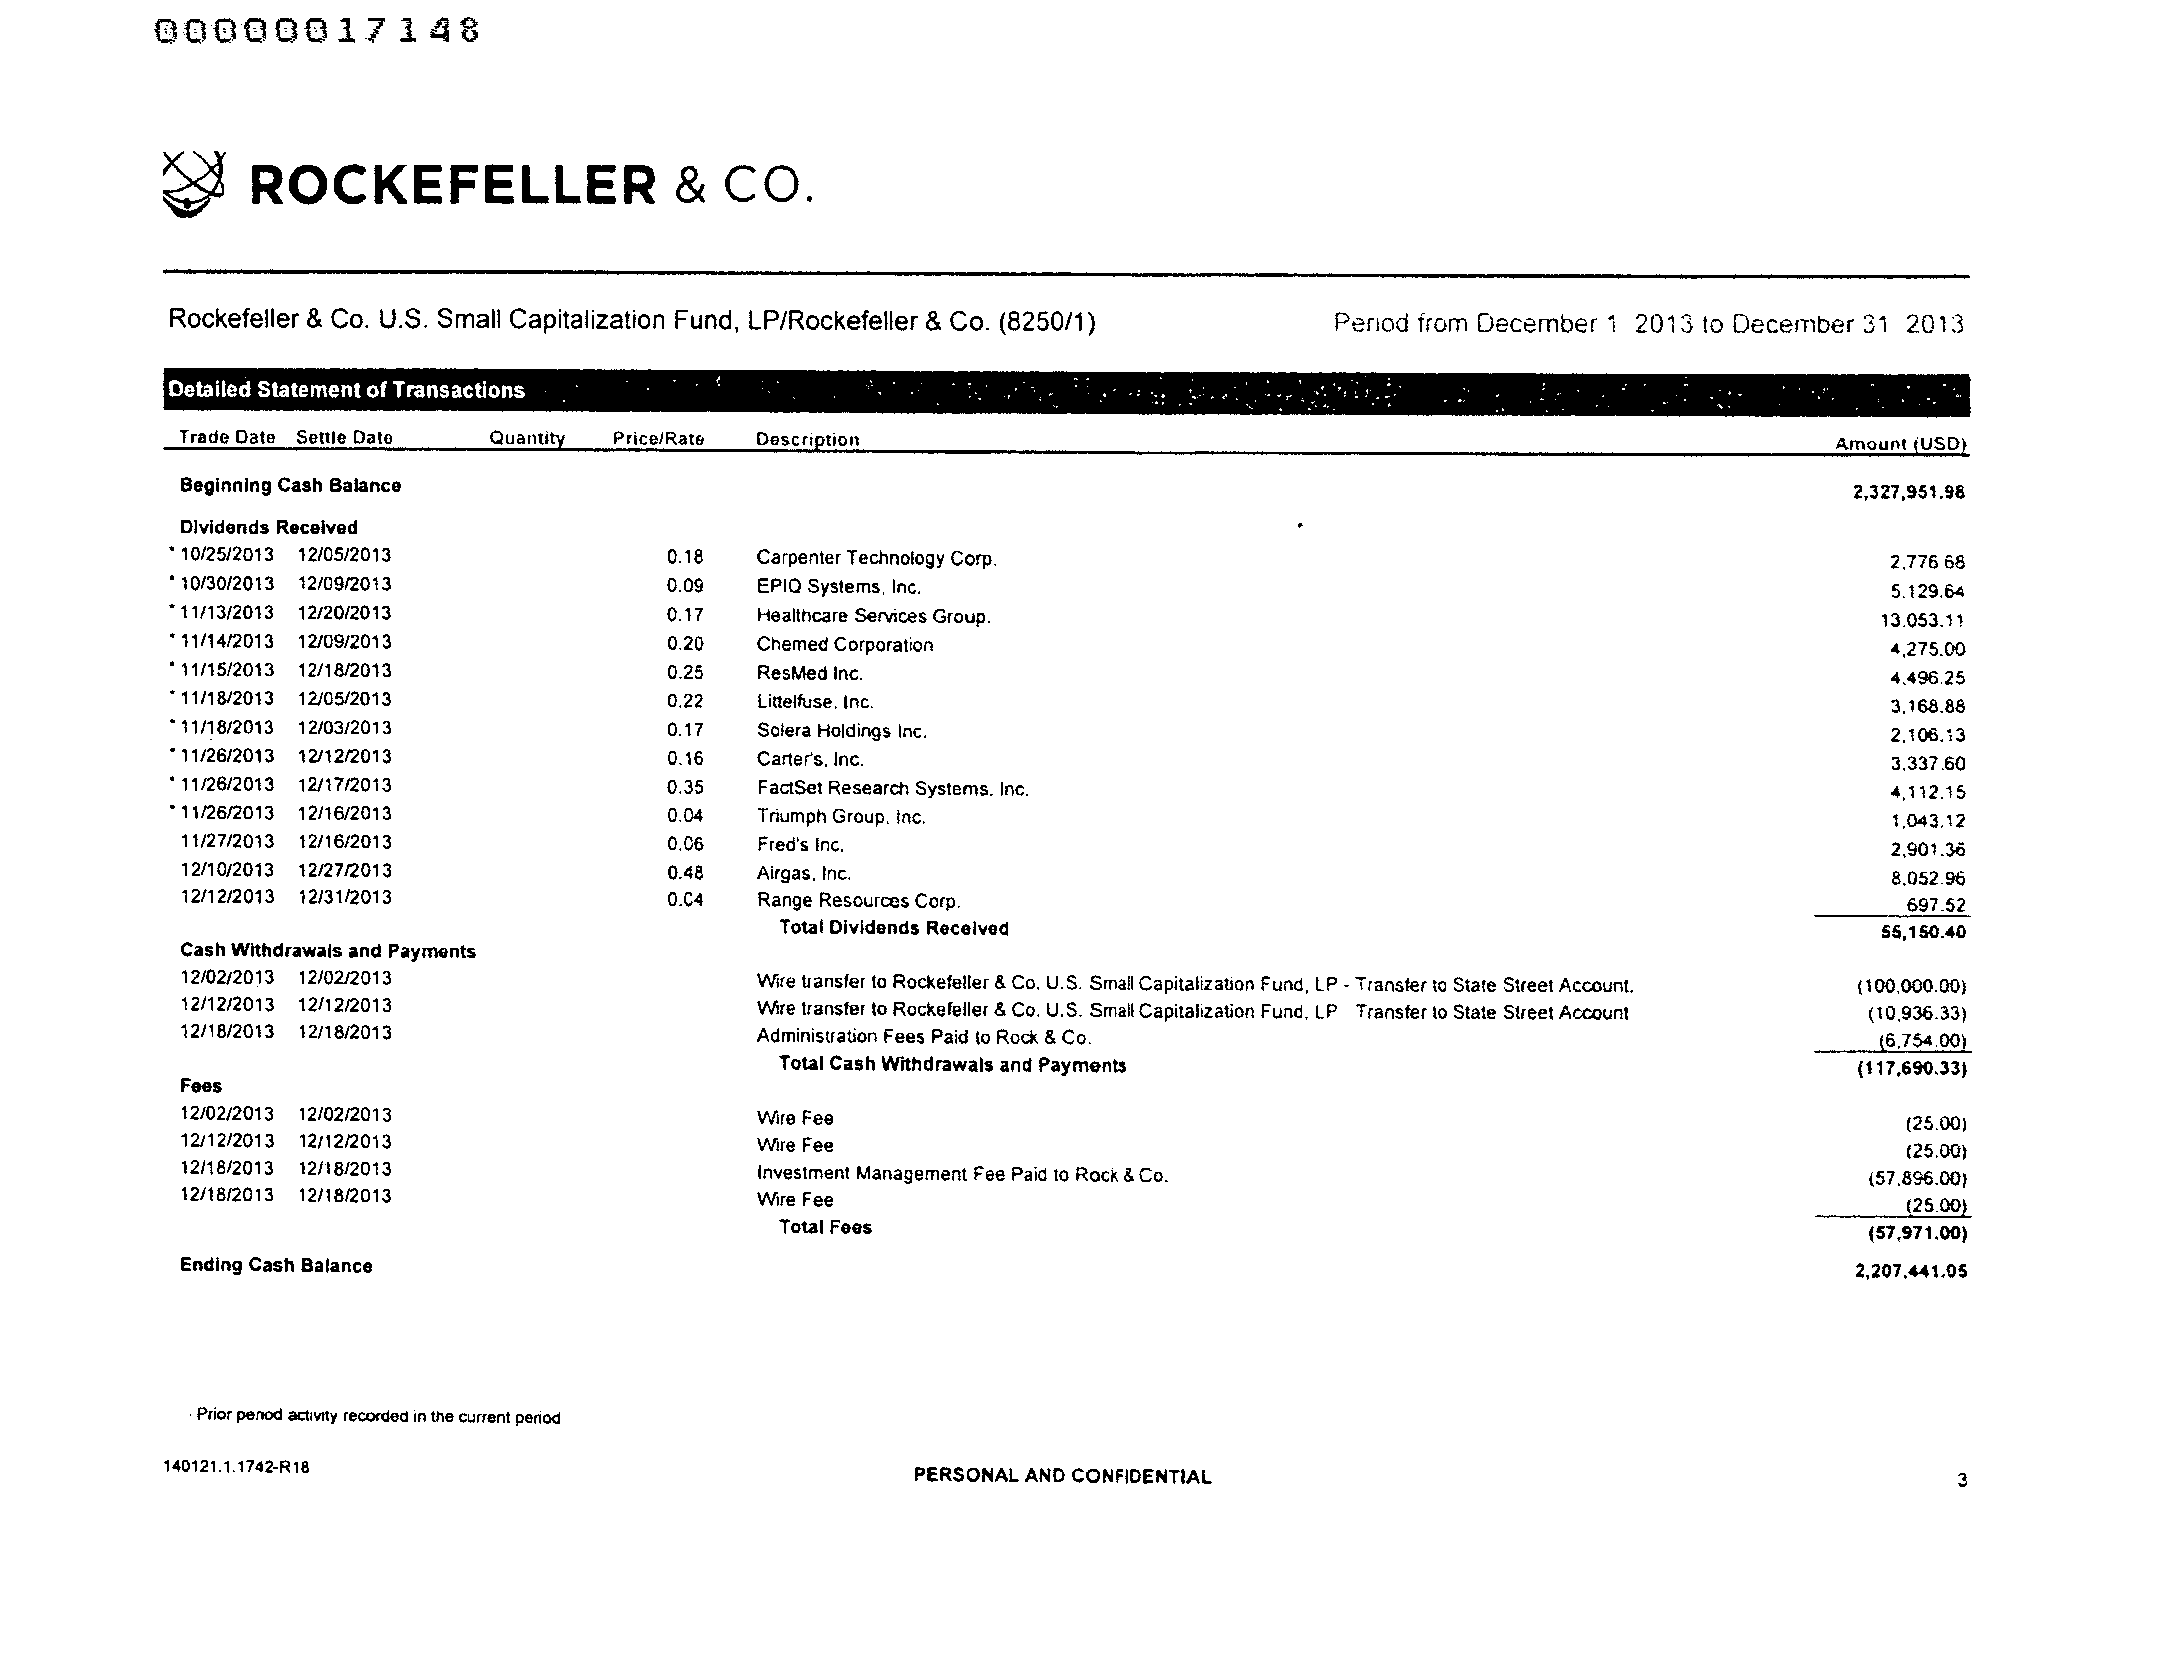 00000017148
ROCKEFELLER & CO.
Rockefeller & Co. U.S. Small Capitalization Fund, LP/Rockefeller & Co. (8250/1) Period from December 1 2013 to December 31 2013
Detailed Statement of Transactions
Trade Date Settle Date Quantity Price/Rate Description Amount (USD)
Beginning Cash Balance 2,327,951.98
Dividends Received
* 10/25/2013 12/05/2013 0.18 Carpenter Technology Corp. 2,776 68
* 10/30/2013 12/09/2013 0.09 EPIQ Systems, Inc. 5,129.64
* 11/13/2013 12/20/2013 0.17 Healthcare Services Group. 13,053.11
* 11/14/2013 12/09/2013 0.20 Chemed Corporation 4,275.00
* 11/15/2013 12/18/2013 0.25 ResMed Inc. 4,496.25
* 11/18/2013 12/05/2013 0.22 Littelfuse, Inc. 3,168.88
* 11/18/2013 12/03/2013 0.17 Solera Holdings Inc. 2,106.13
* 11/26/2013 12/12/2013 0.16 Carter's, Inc. 3,337.60
* 11/26/2013 12/17/2013 0.35 FactSet Research Systems, Inc. 4,112.15
* 11/26/2013 12/16/2013 0.04 Triumph Group, Inc. 1,043.12
11/27/2013 12/16/2013 0.06 Fred's Inc. 2,901.36
12/10/2013 12/27/2013 0.48 Airgas, Inc. 8,052.96
12/12/2013 12/31/2013 0.04 Range Resources Corp. 697.52
Total Dividends Received 55,150.40
Cash Withdrawals and Payments
12/02/2013 12/02/2013 Wire transfer to Rockefeller & Co. U.S. Small Capitalization Fund, LP - Transfer to State Street Account. (100,000.00)
12/12/2013 12/12/2013 Wire transfer to Rockefeller & Co. U.S. Small Capitalization Fund, LP Transfer to State Street Account (10,936.33)
12/18/2013 12/18/2013 Administration Fees Paid to Rock & Co. (6,754.00)
Total Cash Withdrawals and Payments (117,690.33)
Fees
12/02/2013 12/02/2013 Wire Fee (25.00)
12/12/2013 12/12/2013 Wire Fee (25.00)
12/18/2013 12/18/2013 Investment Management Fee Paid to Rock & Co. (57,896.00)
12/18/2013 12/18/2013 Wire Fee (25.00)
Total Fees (57,971.00)
Ending Cash Balance 2,207,441.05
· Prior period activity recorded in the current period
140121.1.1742-R18 PERSONAL AND CONFIDENTIAL 3